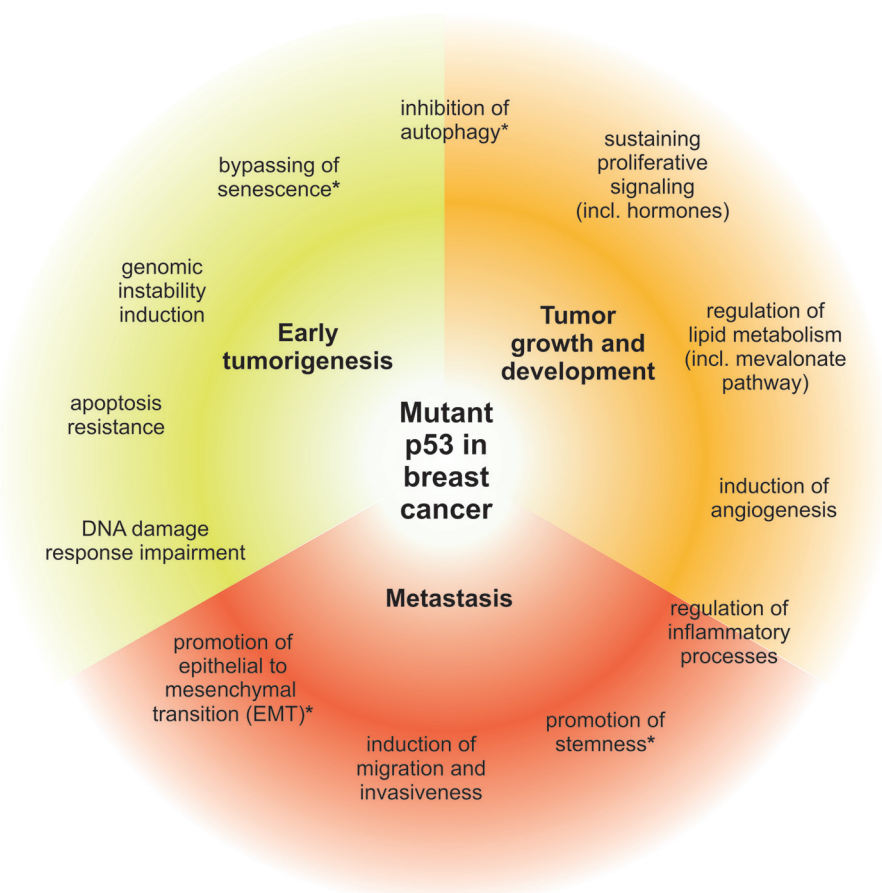 inhibition of
autophagy*
sustaining
proliferative
signaling
(incl. hormones)
bypassing of
senescence*
genomic
instability
induction
Early
tumorigenesis
Tumor
growth and
development
regulation of
lipid metabolism
(incl. mevalonate
pathway)
apoptosis
resistance
Mutant
p53 in
breast
cancer
induction of
angiogenesis
DNA damage
response impairment
Metastasis
regulation of
inflammatory
processes
promotion of
epithelial to
mesenchymal
transition (EMT)*
promotion of
stemness*
induction of
migration and
invasiveness